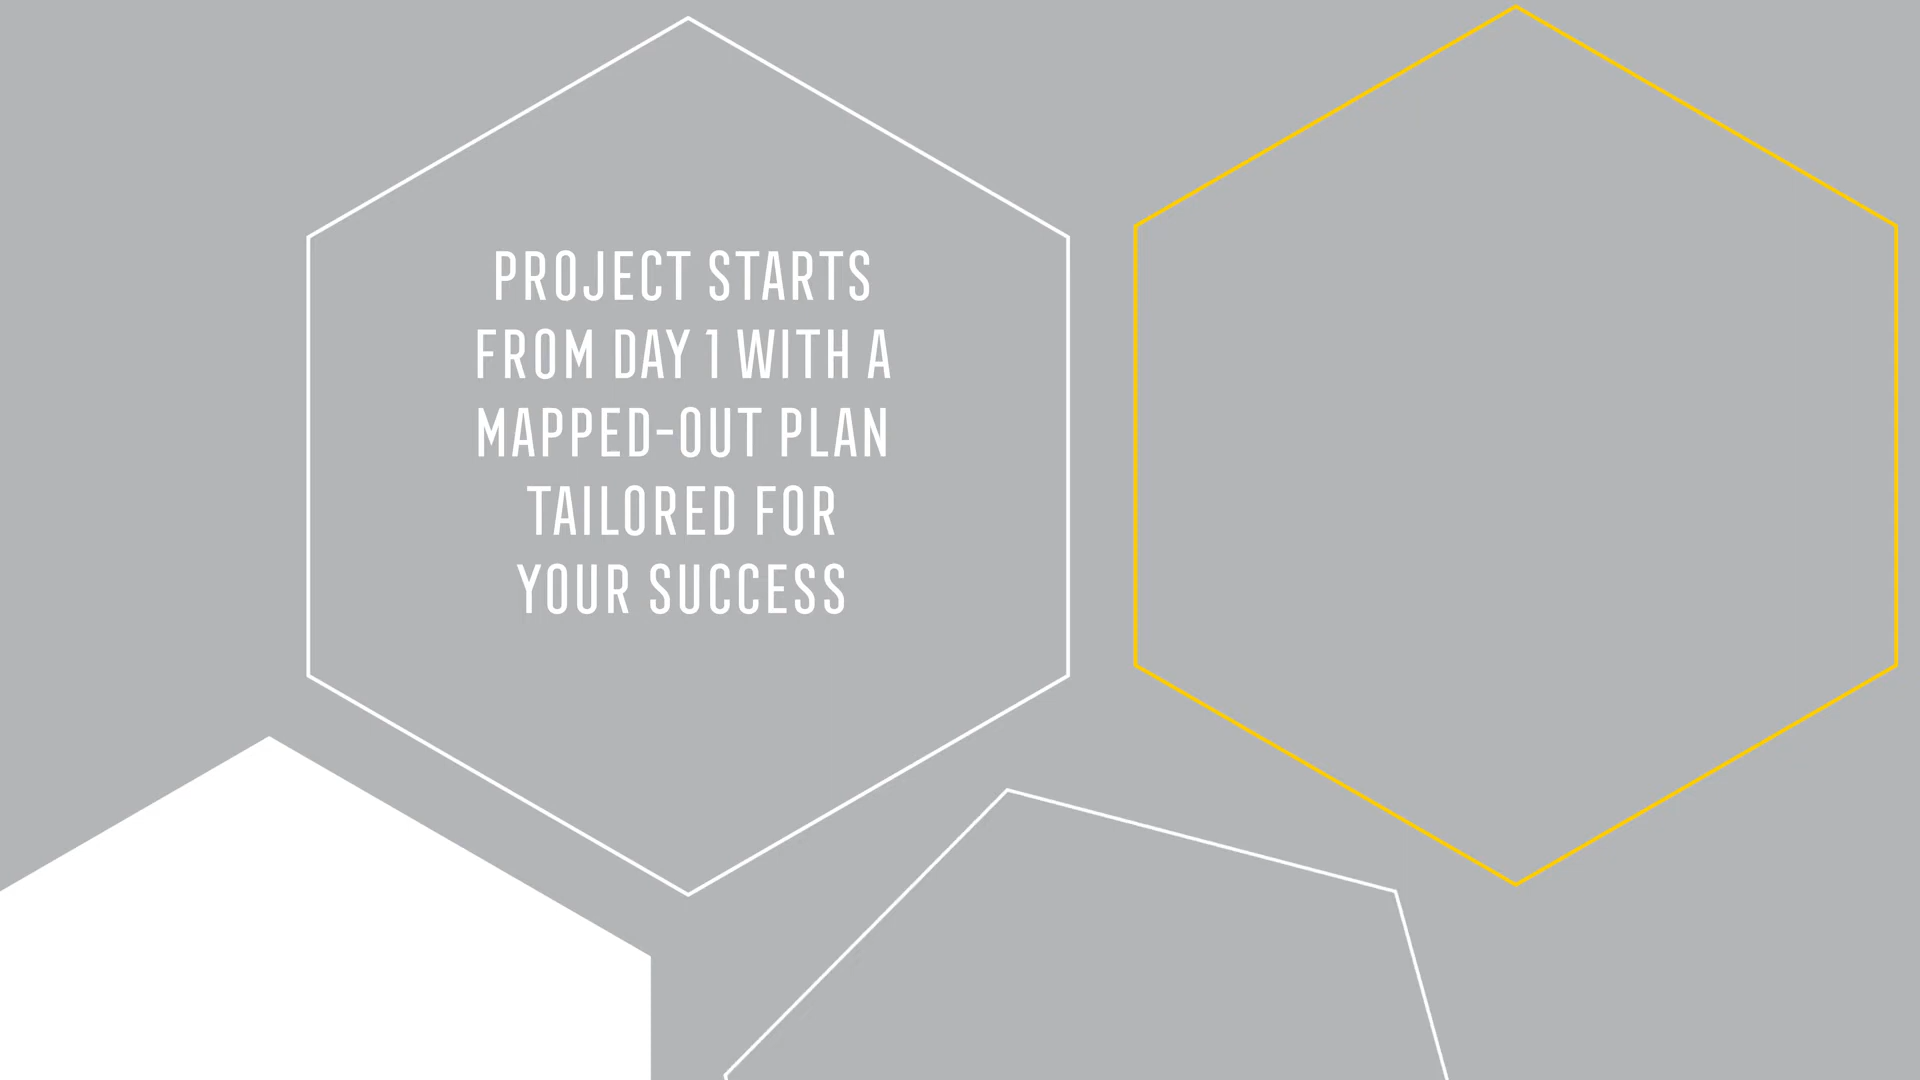 PROJECT STARTS
FROM DAY 1 WITH A
MAPPED-OUT PLAN
TAILORED FOR
YOUR SUCCESS